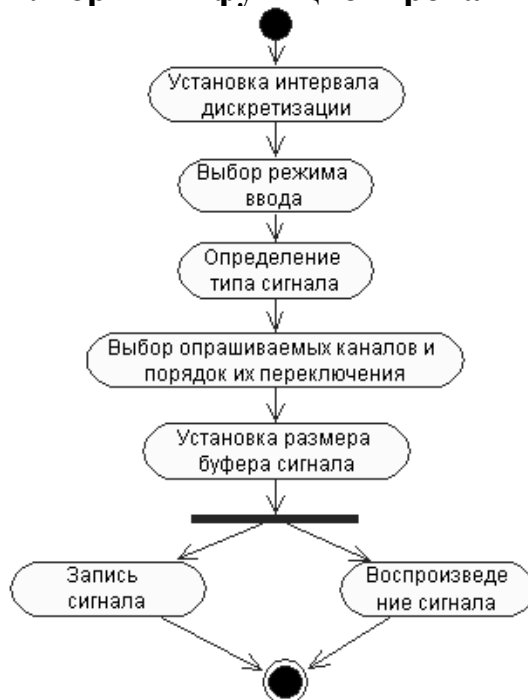 Установка интервала
дискретизации
Выбор режима
ввода
Определение
типа сигнала
Выбор опрашиваемых каналов и
порядок их переключения
Установка размера
буфера сигнала
Запись
сигнала
Воспроизведе
ние сигнала